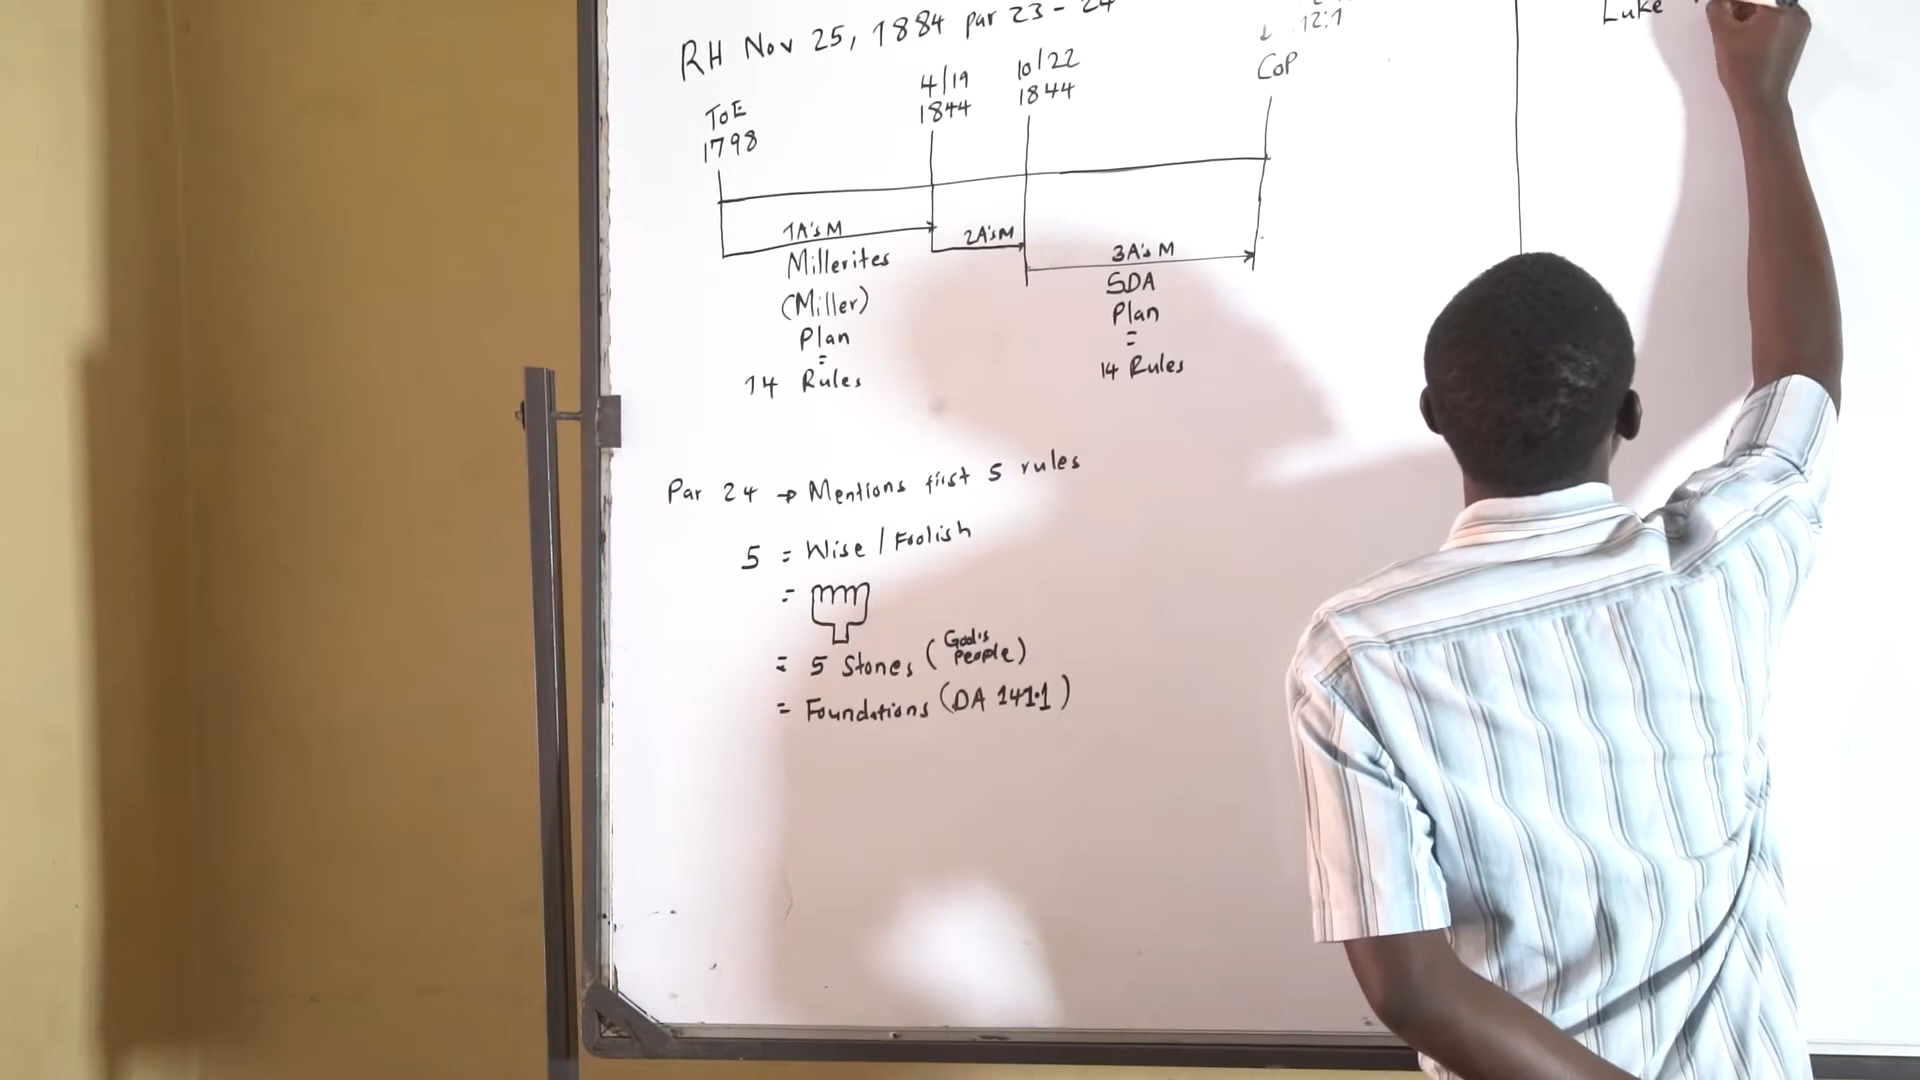 RH Nov 25, 1884 par 23 - 24
12:1
CoP
ToE
1798
4/19
1844
10/22
1844
1A's M
2A's M
3A's M
Millerites
(Miller)
Plan
=
14 Rules
SDA
Plan
=
14 Rules
Par 24 → Mentions first 5 rules
5 = Wise / Foolish
=
= 5 Stones (God's People)
= Foundations (DA 141.1)
Luke